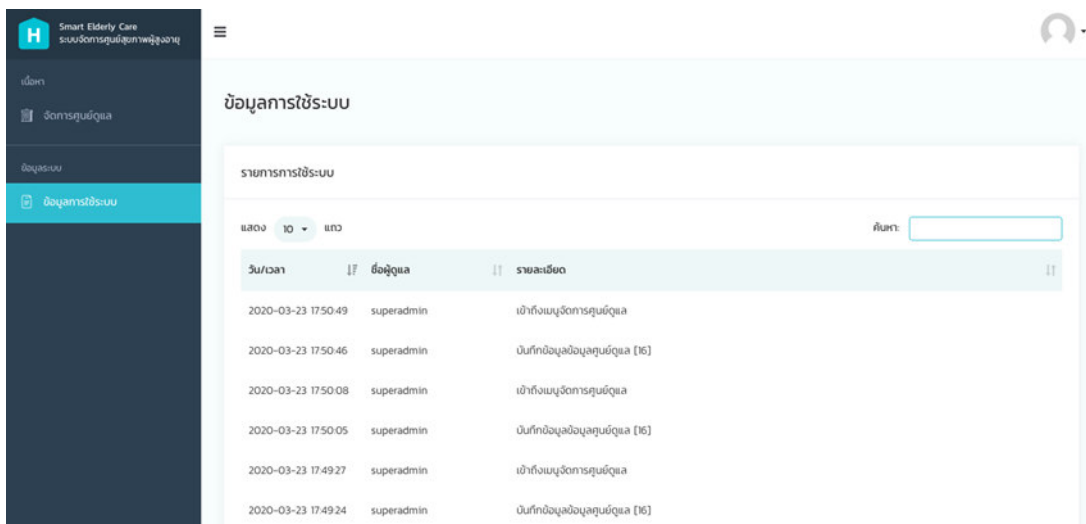 H
Smart Elderly Care
ระบบจัดการศูนย์สุขภาพผู้สูงอายุ
เนื้อหา
จัดการศูนย์ดูแล
ข้อมูลระบบ
ข้อมูลการใช้ระบบ
ข้อมูลการใช้ระบบ
รายการการใช้ระบบ
แสดง 10 แถว
ค้นหา:
วัน/เวลา ชื่อผู้ดูแล รายละเอียด
2020-03-23 17:50:49 superadmin เข้าถึงเมนูจัดการศูนย์ดูแล
2020-03-23 17:50:46 superadmin บันทึกข้อมูลข้อมูลศูนย์ดูแล [16]
2020-03-23 17:50:08 superadmin เข้าถึงเมนูจัดการศูนย์ดูแล
2020-03-23 17:50:05 superadmin บันทึกข้อมูลข้อมูลศูนย์ดูแล [16]
2020-03-23 17:49:27 superadmin เข้าถึงเมนูจัดการศูนย์ดูแล
2020-03-23 17:49:24 superadmin บันทึกข้อมูลข้อมูลศูนย์ดูแล [16]